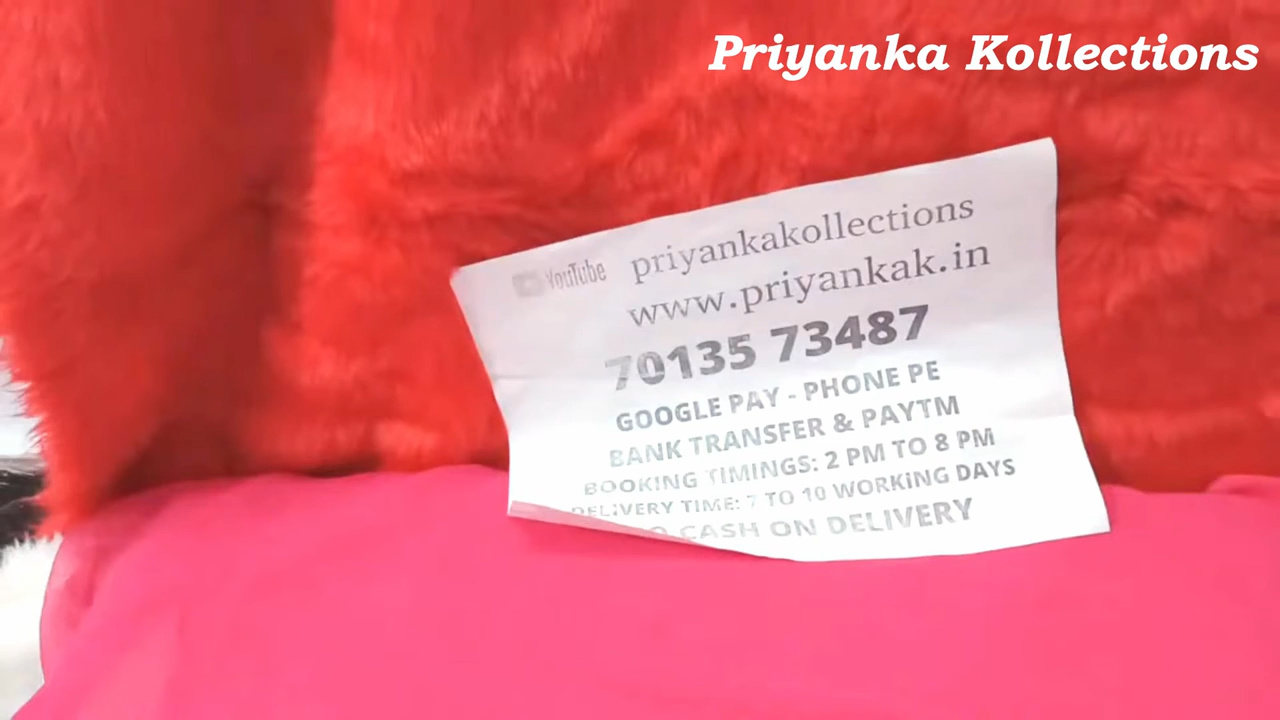 Priyanka Kollections
YouTube priyankakollections
www.priyankak.in
70135 73487
GOOGLE PAY - PHONE PE
BANK TRANSFER & PAYTM
BOOKING TIMINGS: 2 PM TO 8 PM
DELIVERY TIME: 7 TO 10 WORKING DAYS
CASH ON DELIVERY